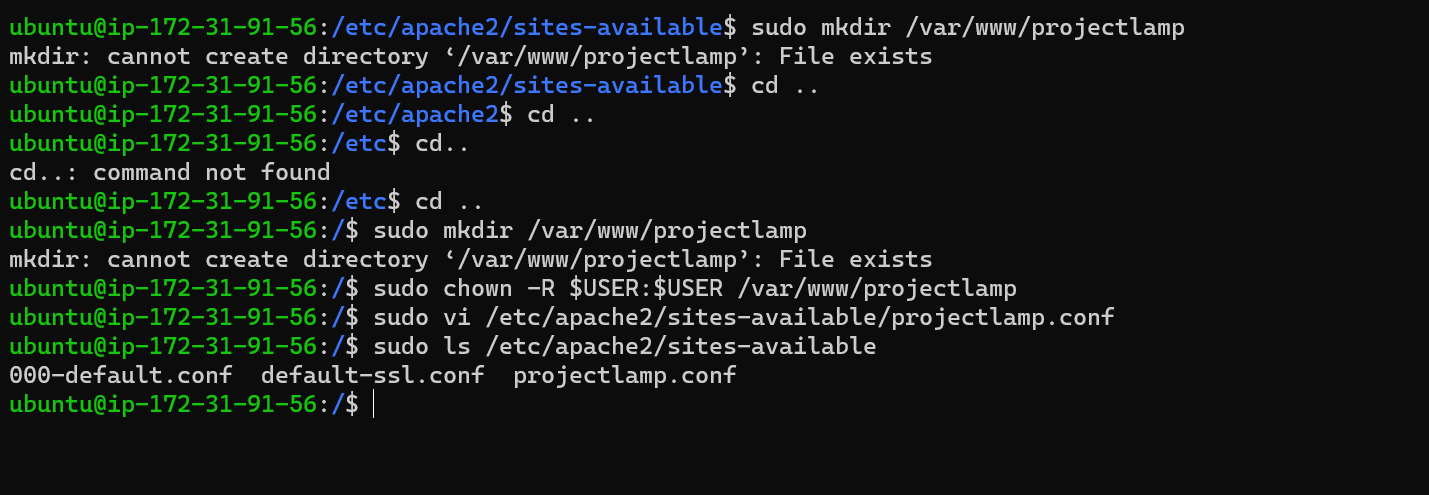 ubuntu@ip-172-31-91-56:/etc/apache2/sites-available$ sudo mkdir /var/www/projectlamp
mkdir: cannot create directory ‘/var/www/projectlamp’: File exists
ubuntu@ip-172-31-91-56:/etc/apache2/sites-available$ cd ..
ubuntu@ip-172-31-91-56:/etc/apache2$ cd ..
ubuntu@ip-172-31-91-56:/etc$ cd..
cd..: command not found
ubuntu@ip-172-31-91-56:/etc$ cd ..
ubuntu@ip-172-31-91-56:/$ sudo mkdir /var/www/projectlamp
mkdir: cannot create directory ‘/var/www/projectlamp’: File exists
ubuntu@ip-172-31-91-56:/$ sudo chown -R $USER:$USER /var/www/projectlamp
ubuntu@ip-172-31-91-56:/$ sudo vi /etc/apache2/sites-available/projectlamp.conf
ubuntu@ip-172-31-91-56:/$ sudo ls /etc/apache2/sites-available
000-default.conf  default-ssl.conf  projectlamp.conf
ubuntu@ip-172-31-91-56:/$